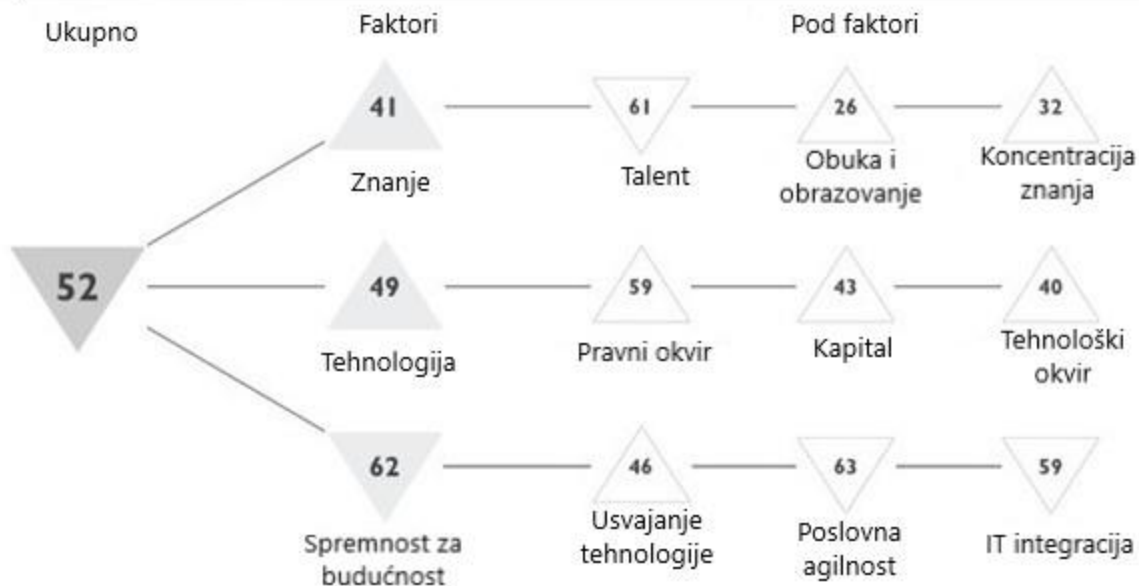 Ukupno
Faktori
Pod faktori
41
61
26
32
Znanje
Talent
Obuka i
obrazovanje
Koncentracija
znanja
52
49
59
43
40
Tehnologija
Pravni okvir
Kapital
Tehnološki
okvir
62
46
63
59
Spremnost za
budućnost
Usvajanje
tehnologije
Poslovna
agilnost
IT integracija